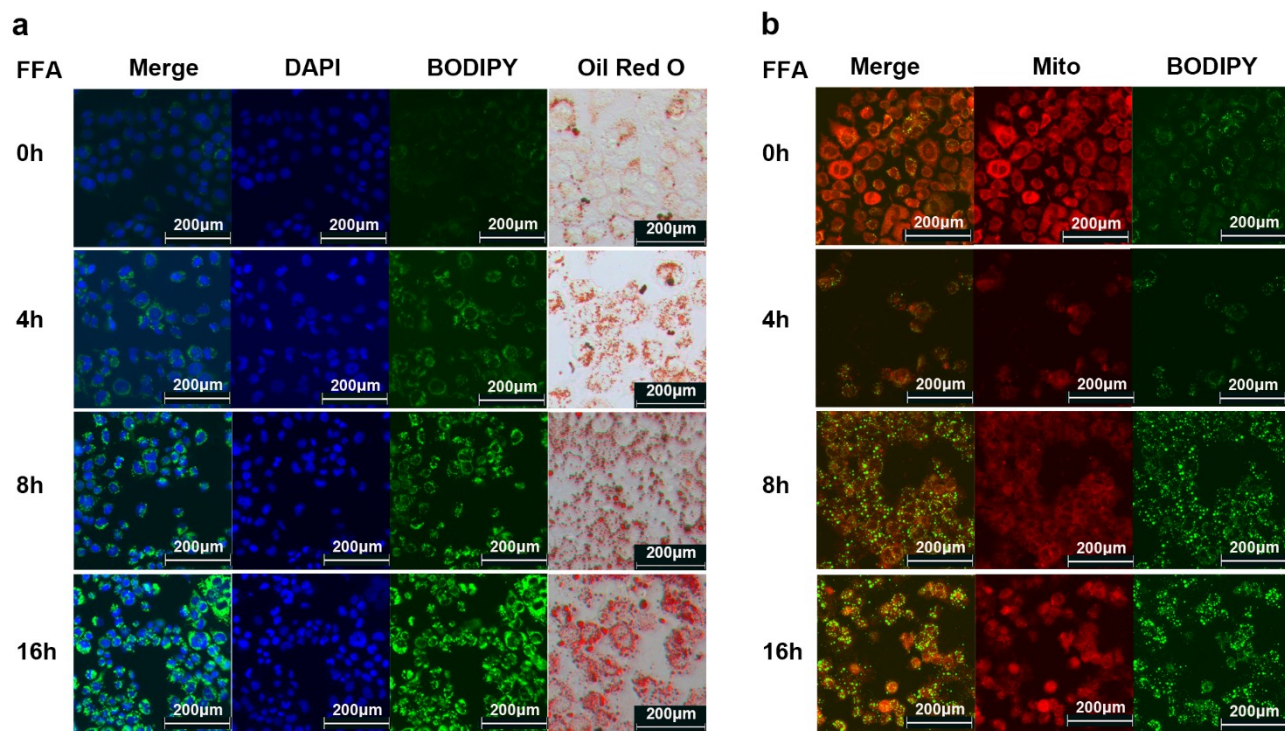 a
FFA Merge DAPI BODIPY Oil Red O
0h
200µm 200µm 200µm 200µm
4h
200µm 200µm 200µm 200µm
8h
200µm 200µm 200µm 200µm
16h
200µm 200µm 200µm 200µm
b
FFA Merge Mito BODIPY
0h
200µm 200µm 200µm
4h
200µm 200µm 200µm
8h
200µm 200µm 200µm
16h
200µm 200µm 200µm